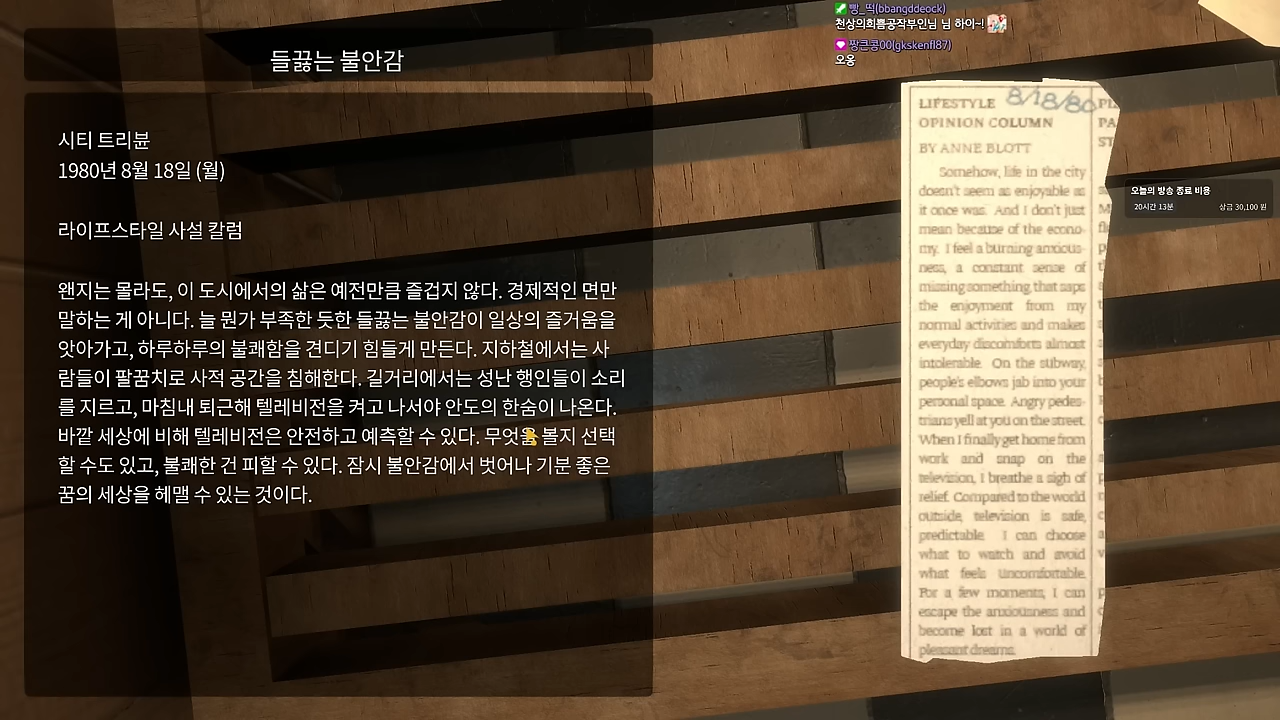 들끓는 불안감
시티 트리뷴
1980년 8월 18일 (월)
라이프스타일 사설 칼럼
왠지는 몰라도, 이 도시에서의 삶은 예전만큼 즐겁지 않다. 경제적인 면만
말하는 게 아니다. 늘 뭔가 부족한 듯한 들끓는 불안감이 일상의 즐거움을
앗아가고, 하루하루의 불쾌함을 견디기 힘들게 만든다. 지하철에서는 사
람들이 팔꿈치로 사적 공간을 침해한다. 길거리에서는 성난 행인들이 소리
를 지르고, 마침내 퇴근해 텔레비전을 켜고 나서야 안도의 한숨이 나온다.
바깥 세상에 비해 텔레비전은 안전하고 예측할 수 있다. 무엇을 볼지 선택
할 수도 있고, 불쾌한 건 피할 수 있다. 잠시 불안감에서 벗어나 기분 좋은
꿈의 세상을 헤맬 수 있는 것이다.
빵_떡(bbangddeock)
천상의희쁨공작부인님 님 하이~!
짱큰콩00(gkskenfl87)
오옹
8/18/80
LIFESTYLE
OPINION COLUMN
BY ANNE BLOTT
Somehow, life in the city
doesn't seem as enjoyable as
it once was. And I don't just
mean because of the econo-
my. I feel a burning anxious-
ness, a constant sense of
missing something, that saps
the enjoyment from my
normal activities and makes
everyday discomforts almost
intolerable. On the subway,
people's elbows jab into your
personal space. Angry pedes-
trians yell at you on the street.
When I finally get home from
work and snap on the
television, I breathe a sigh of
relief. Compared to the world
outside, television is safe,
predictable. I can choose
what to watch and avoid
what feels uncomfortable.
For a few moments, I can
escape the anxiousness and
become lost in a world of
pleasant dreams.
PL
PA
ST
오늘의 방송 종료 비용
20시간 13분 상금 30,100 원